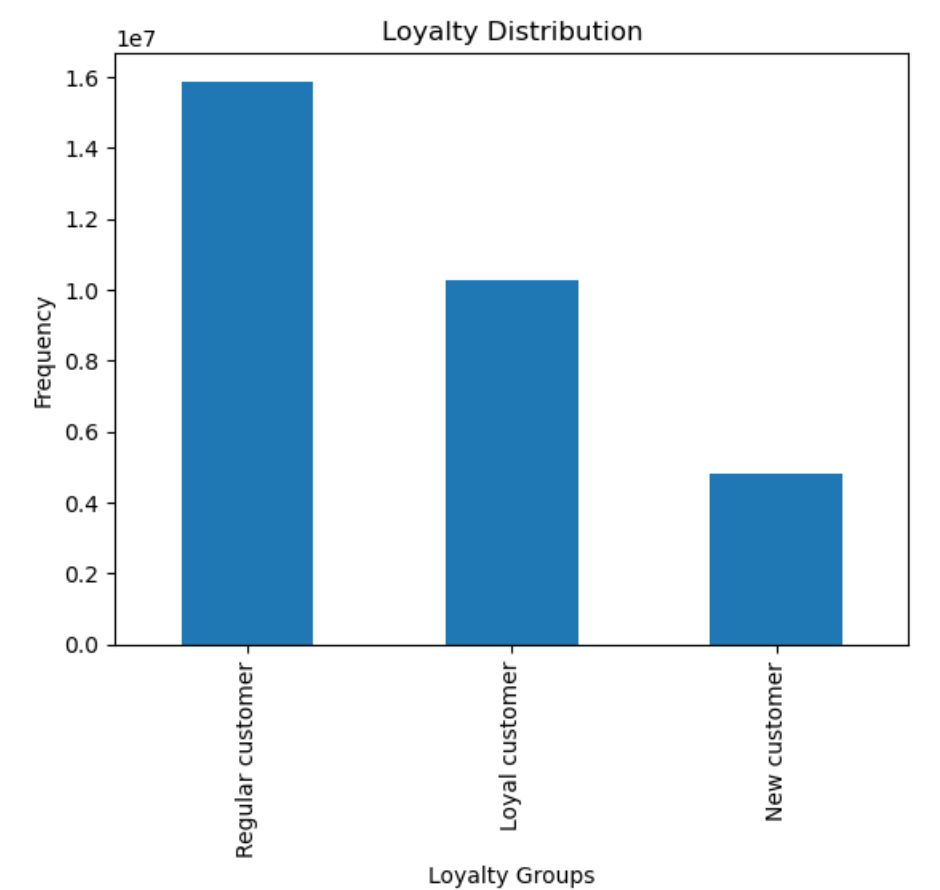 Loyalty Distribution
1e7
1.6
1.4
1.2
1.0
0.8
0.6
0.4
0.2
0.0
Frequency
Regular customer
Loyal customer
New customer
Loyalty Groups